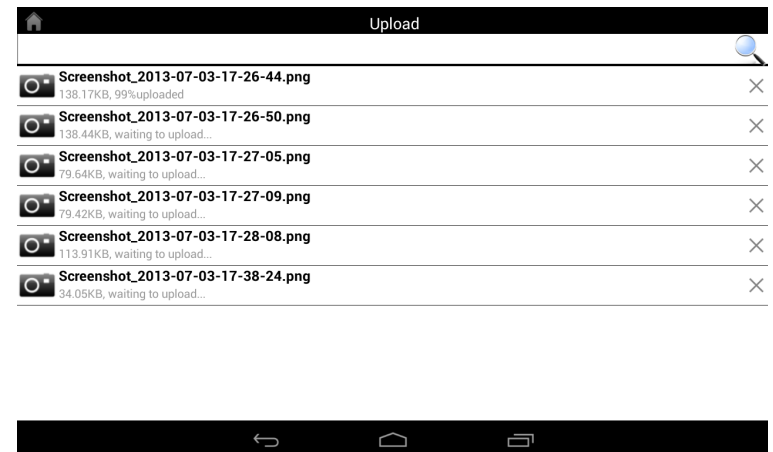 Upload
Screenshot_2013-07-03-17-26-44.png
138.17KB, 99%uploaded
Screenshot_2013-07-03-17-26-50.png
138.44KB, waiting to upload...
Screenshot_2013-07-03-17-27-05.png
79.64KB, waiting to upload...
Screenshot_2013-07-03-17-27-09.png
79.42KB, waiting to upload...
Screenshot_2013-07-03-17-28-08.png
113.91KB, waiting to upload...
Screenshot_2013-07-03-17-38-24.png
34.05KB, waiting to upload...